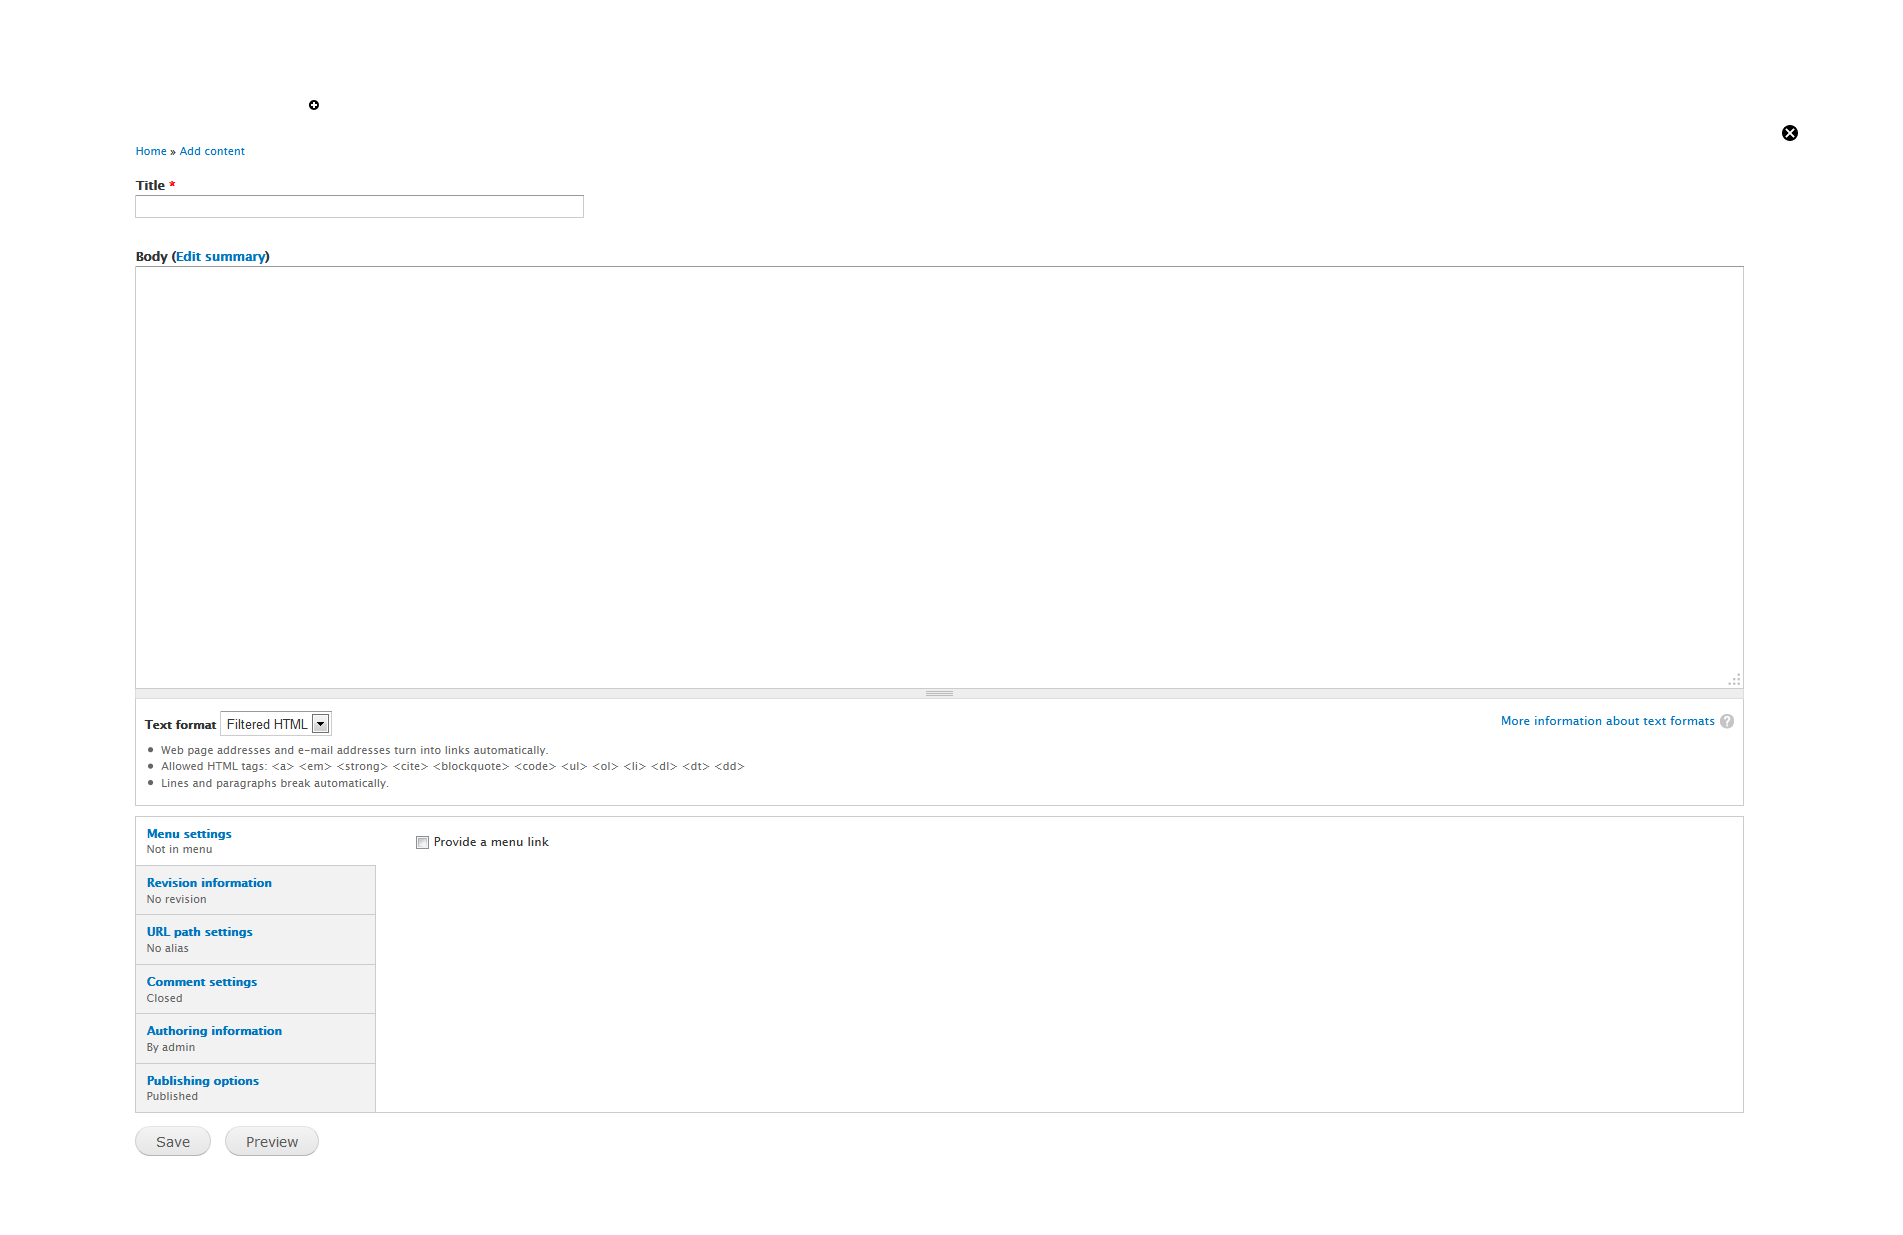 Home » Add content
Title *
Body (Edit summary)
Text format Filtered HTML
More information about text formats ?
Web page addresses and e-mail addresses turn into links automatically.
Allowed HTML tags: <a> <em> <strong> <cite> <blockquote> <code> <ul> <ol> <li> <dl> <dt> <dd>
Lines and paragraphs break automatically.
Menu settings
Not in menu
Provide a menu link
Revision information
No revision
URL path settings
No alias
Comment settings
Closed
Authoring information
By admin
Publishing options
Published
Save Preview